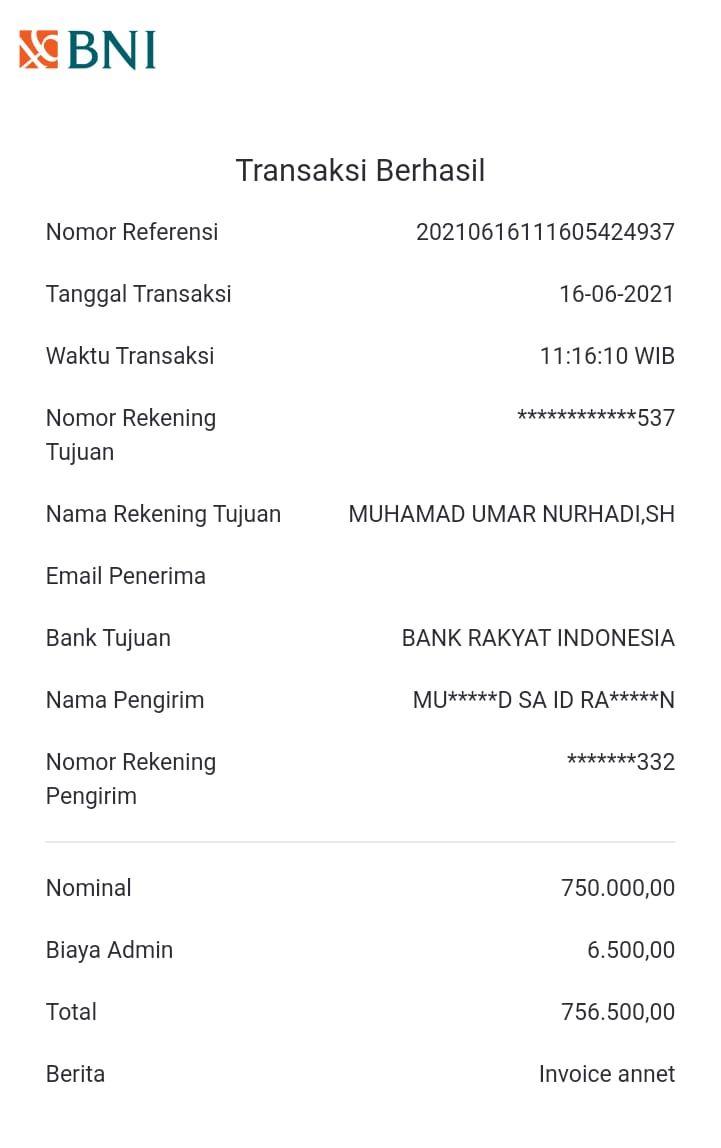 BNI
Transaksi Berhasil
Nomor Referensi 20210616111605424937
Tanggal Transaksi 16-06-2021
Waktu Transaksi 11:16:10 WIB
Nomor Rekening ************537
Tujuan
Nama Rekening Tujuan MUHAMAD UMAR NURHADI,SH
Email Penerima
Bank Tujuan BANK RAKYAT INDONESIA
Nama Pengirim MU*****D SA ID RA*****N
Nomor Rekening *******332
Pengirim
Nominal 750.000,00
Biaya Admin 6.500,00
Total 756.500,00
Berita Invoice annet